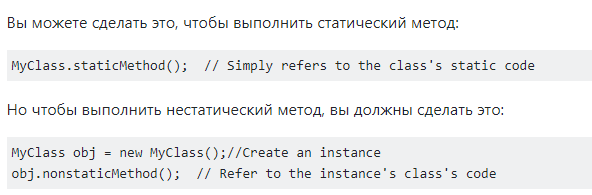 Вы можете сделать это, чтобы выполнить статический метод:
MyClass.staticMethod();  // Simply refers to the class's static code
Но чтобы выполнить нестатический метод, вы должны сделать это:
MyClass obj = new MyClass();//Create an instance
obj.nonstaticMethod();  // Refer to the instance's class's code